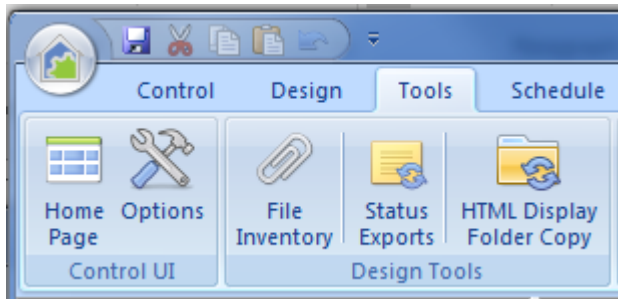 Control Design Tools Schedule
Home Page
Options
File Inventory
Status Exports
HTML Display Folder Copy
Control UI
Design Tools